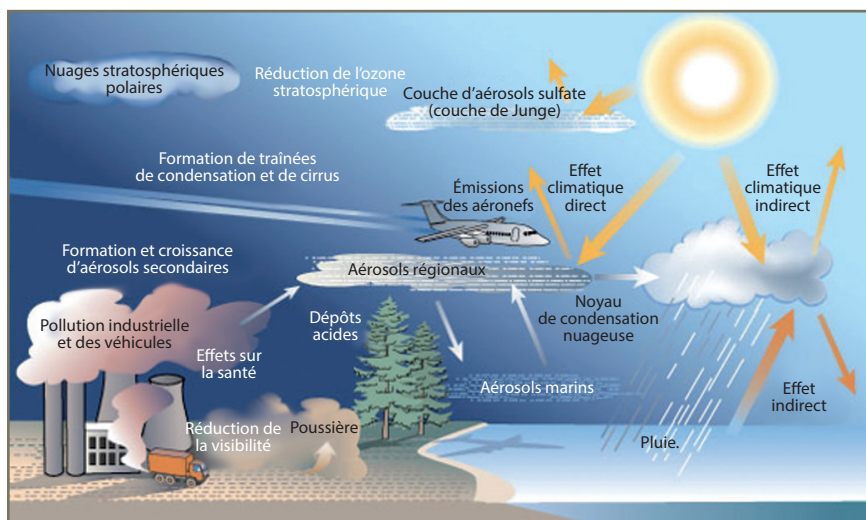 Nuages stratosphériques
polaires
Réduction de l'ozone
stratosphérique
Couche d'aérosols sulfate
(couche de Junge)
Formation de traînées
de condensation et de cirrus
Émissions
des aéronefs
Effet
climatique
direct
Effet
climatique
indirect
Formation et croissance
d'aérosols secondaires
Aérosols régionaux
Noyau
de condensation
nuageuse
Pollution industrielle
et des véhicules
Effets sur
la santé
Dépôts
acides
Aérosols marins
Effet
indirect
Réduction de
la visibilité
Poussière
Pluie.